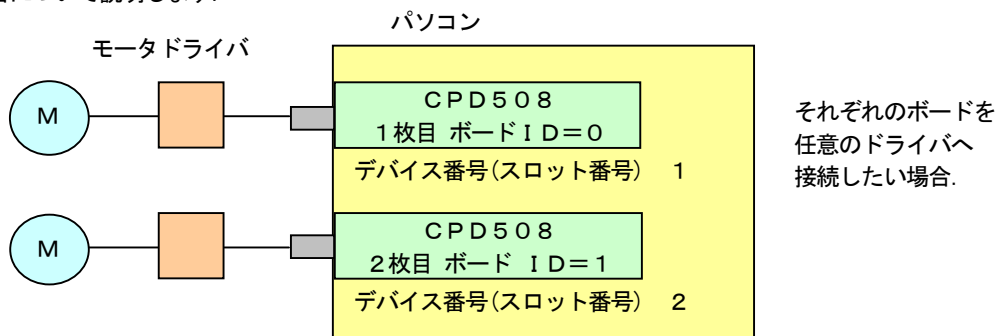 パソコン
モータドライバ
M
CPD508
1枚目 ボードID=0
デバイス番号(スロット番号) 1
それぞれのボードを
任意のドライバへ
接続したい場合.
M
CPD508
2枚目 ボード ID=1
デバイス番号(スロット番号) 2